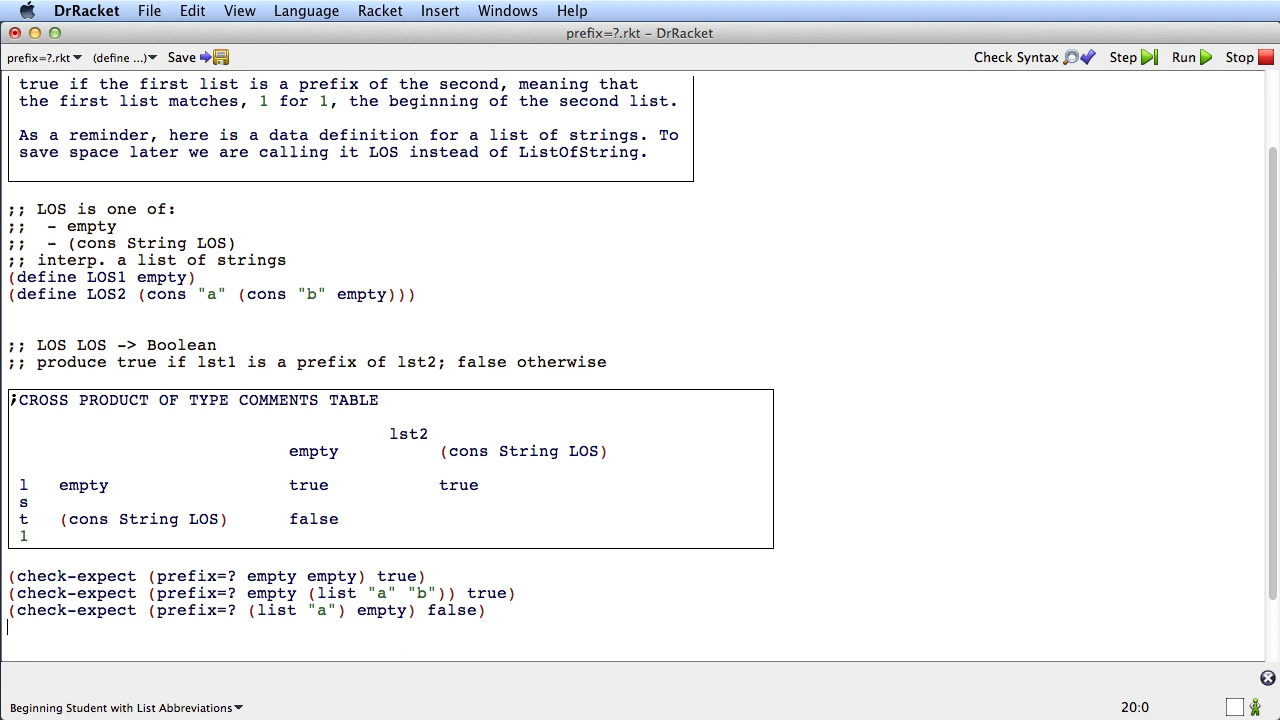 DrRacket File Edit View Language Racket Insert Windows Help
prefix=?.rkt – DrRacket
prefix=?.rkt (define ...) Save Check Syntax Step Run Stop
true if the first list is a prefix of the second, meaning that
the first list matches, 1 for 1, the beginning of the second list.
As a reminder, here is a data definition for a list of strings. To
save space later we are calling it LOS instead of ListOfString.
;; LOS is one of:
;;  - empty
;;  - (cons String LOS)
;; interp. a list of strings
(define LOS1 empty)
(define LOS2 (cons "a" (cons "b" empty)))
;; LOS LOS -> Boolean
;; produce true if lst1 is a prefix of lst2; false otherwise
;CROSS PRODUCT OF TYPE COMMENTS TABLE
lst2
empty (cons String LOS)
l empty true true
s
t (cons String LOS) false
1
(check-expect (prefix=? empty empty) true)
(check-expect (prefix=? empty (list "a" "b")) true)
(check-expect (prefix=? (list "a") empty) false)
Beginning Student with List Abbreviations 20:0